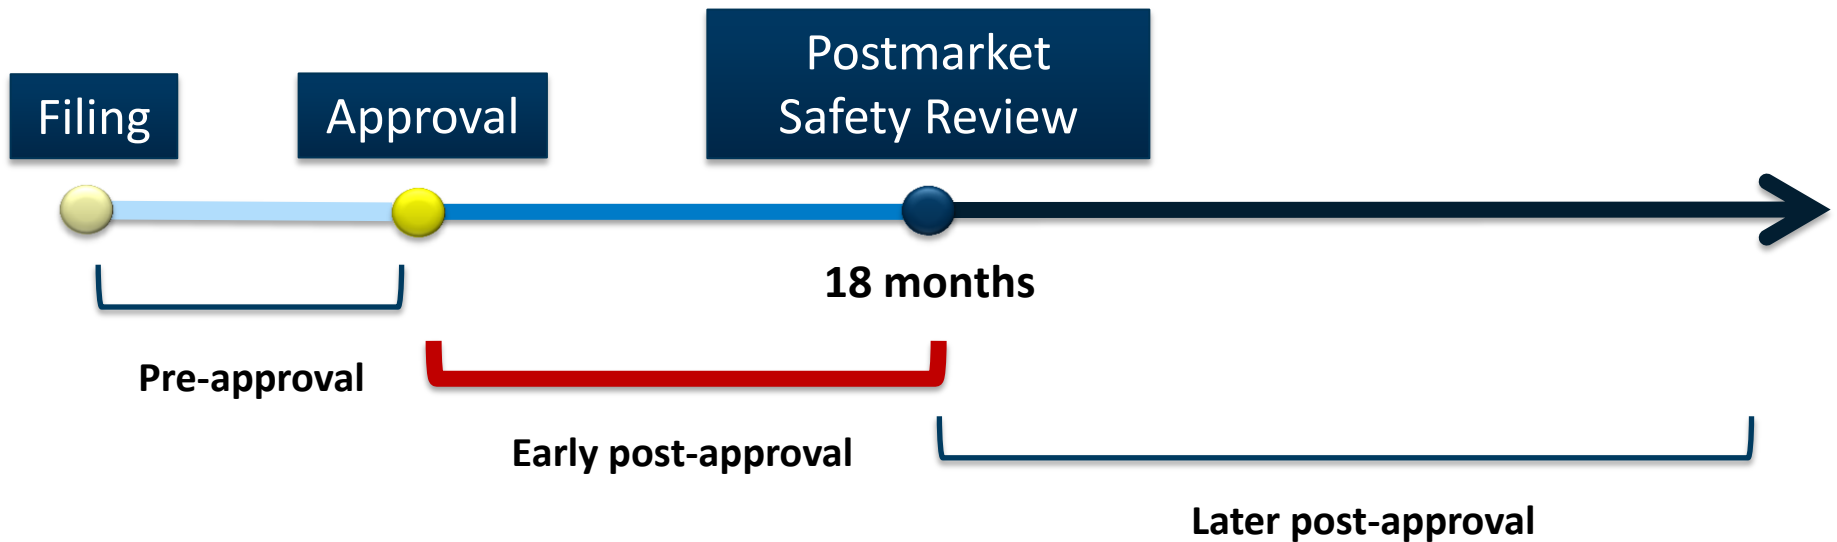 Filing
Approval
Postmarket
Safety Review
18 months
Pre-approval
Early post-approval
Later post-approval